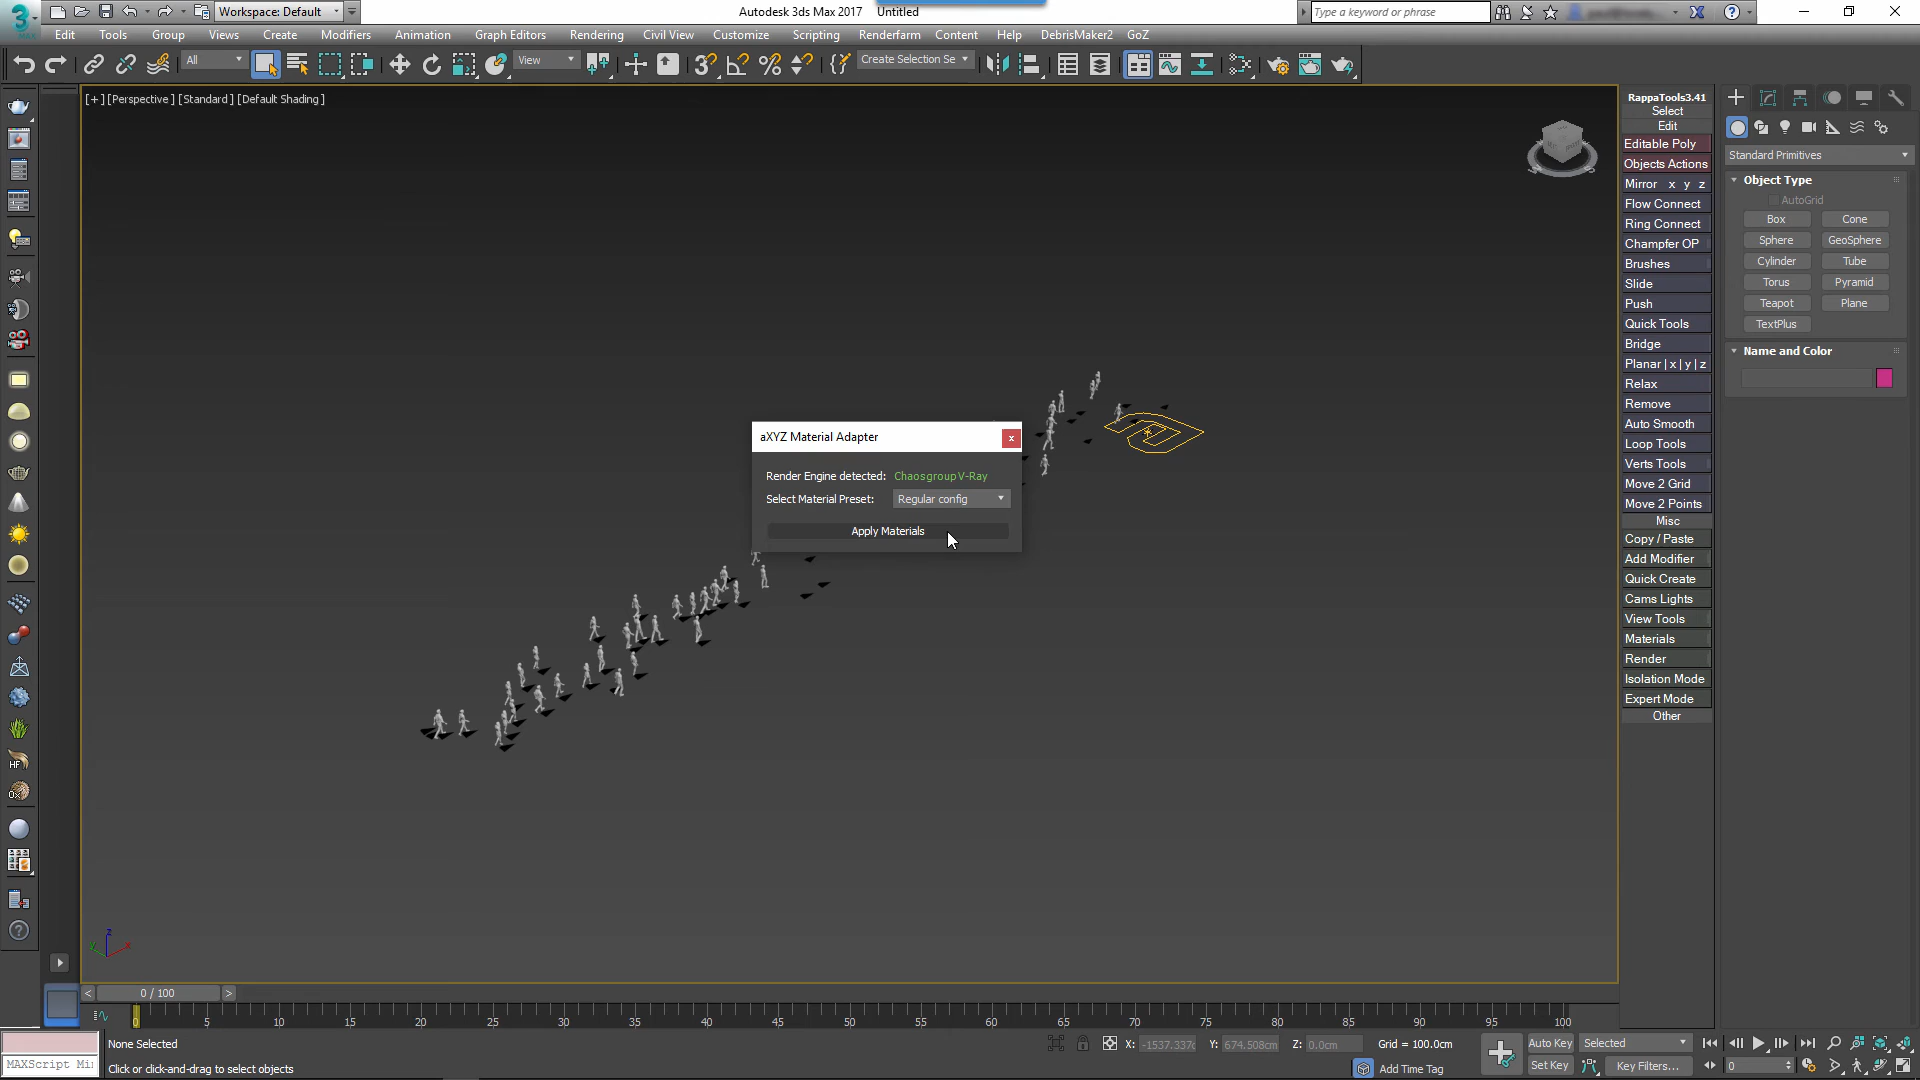 Workspace: Default
Autodesk 3ds Max 2017 Untitled
Type a keyword or phrase
MAX
Edit Tools Group Views Create Modifiers Animation Graph Editors Rendering Civil View Customize Scripting Renderfarm Content Help DebrisMaker2 GoZ
All View Create Selection Se
[+] [Perspective ] [Standard ] [Default Shading ]
RappaTools3.41
Select
Edit
Editable Poly
Objects Actions
Mirror x y z
Flow Connect
Ring Connect
Champfer OP
Brushes
Slide
Push
Quick Tools
Bridge
Planar | x | y | z
Relax
Remove
Auto Smooth
Loop Tools
Verts Tools
Move 2 Grid
Move 2 Points
Misc
Copy / Paste
Add Modifier
Quick Create
Cams Lights
View Tools
Materials
Render
Isolation Mode
Expert Mode
Other
Standard Primitives
Object Type
AutoGrid
Box Cone
Sphere GeoSphere
Cylinder Tube
Torus Pyramid
Teapot Plane
TextPlus
Name and Color
aXYZ Material Adapter
x
Render Engine detected: Chaosgroup V-Ray
Select Material Preset: Regular config
Apply Materials
HF
z
y x
< 0 / 100 >
0 5 10 15 20 25 30 35 40 45 50 55 60 65 70 75 80 85 90 95 100
None Selected
X: -1537.337c Y: 674.508cm Z: 0.0cm Grid = 100.0cm
Auto Key Selected
MAXScript Mi
Click or click-and-drag to select objects
Add Time Tag
Set Key Key Filters... 0